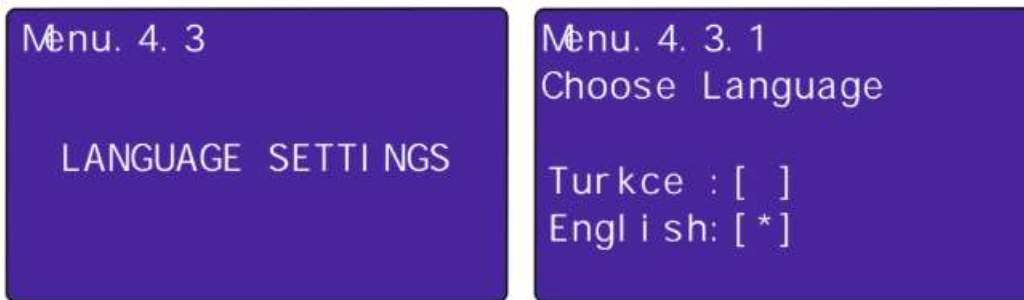 Menu. 4. 3
LANGUAGE SETTINGS
Menu. 4. 3. 1
Choose Language
Turkce :[ ]
English:[*]